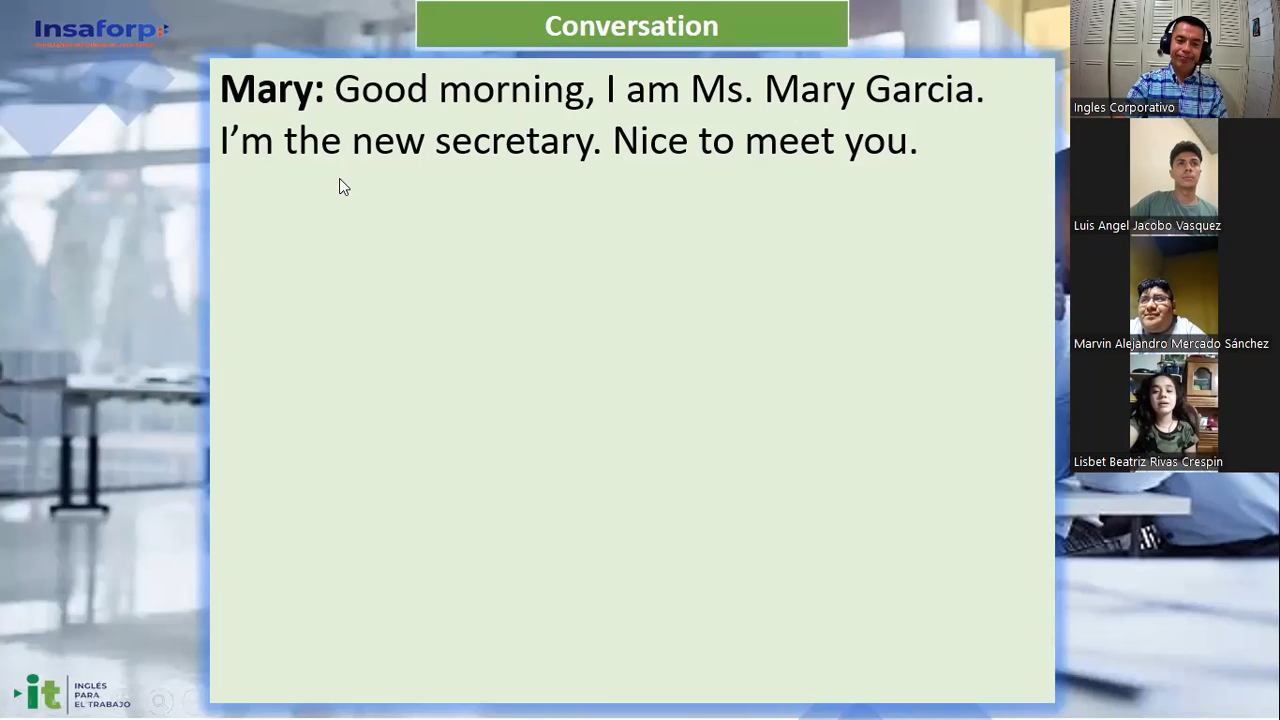 Insaforp
Conversation
Mary: Good morning, I am Ms. Mary Garcia.
I’m the new secretary. Nice to meet you.
Ingles Corporativo
Luis Angel Jacobo Vasquez
Marvin Alejandro Mercado Sánchez
Lisbet Beatriz Rivas Crespin
it
INGLÉS
PARA
EL TRABAJO